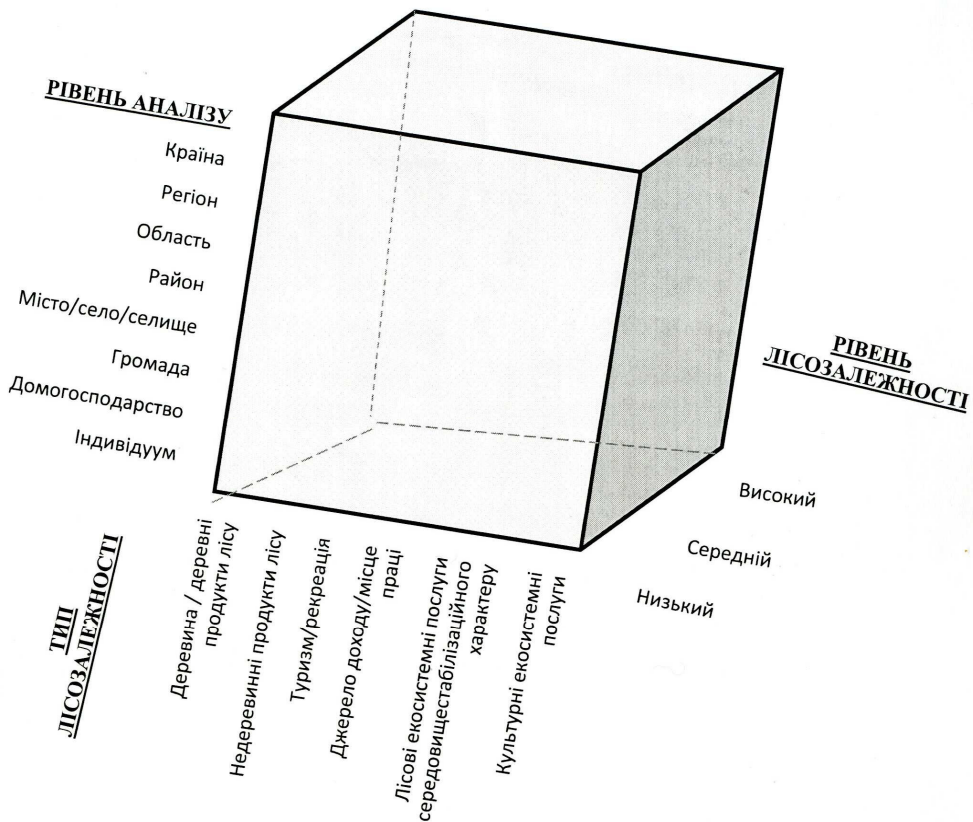 РІВЕНЬ АНАЛІЗУ
Країна
Регіон
Область
Район
Місто/село/селище
Громада
Домогосподарство
Індивідуум
РІВЕНЬ
ЛІСОЗАЛЕЖНОСТІ
Високий
Середній
Низький
ТИП
ЛІСОЗАЛЕЖНОСТІ
Деревина / деревні
продукти лісу
Недеревинні продукти лісу
Туризм/рекреація
Джерело доходу/місце
праці
Лісові екосистемні послуги
середовищестабілізаційного
характеру
Культурні екосистемні
послуги